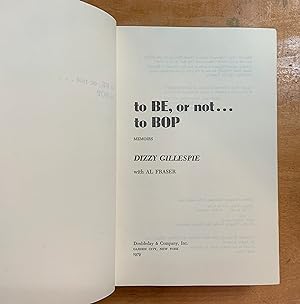 to BE, or not...
to BOP
MEMOIRS
DIZZY GILLESPIE
with AL FRASER
Doubleday & Company, Inc.
GARDEN CITY, NEW YORK
1979